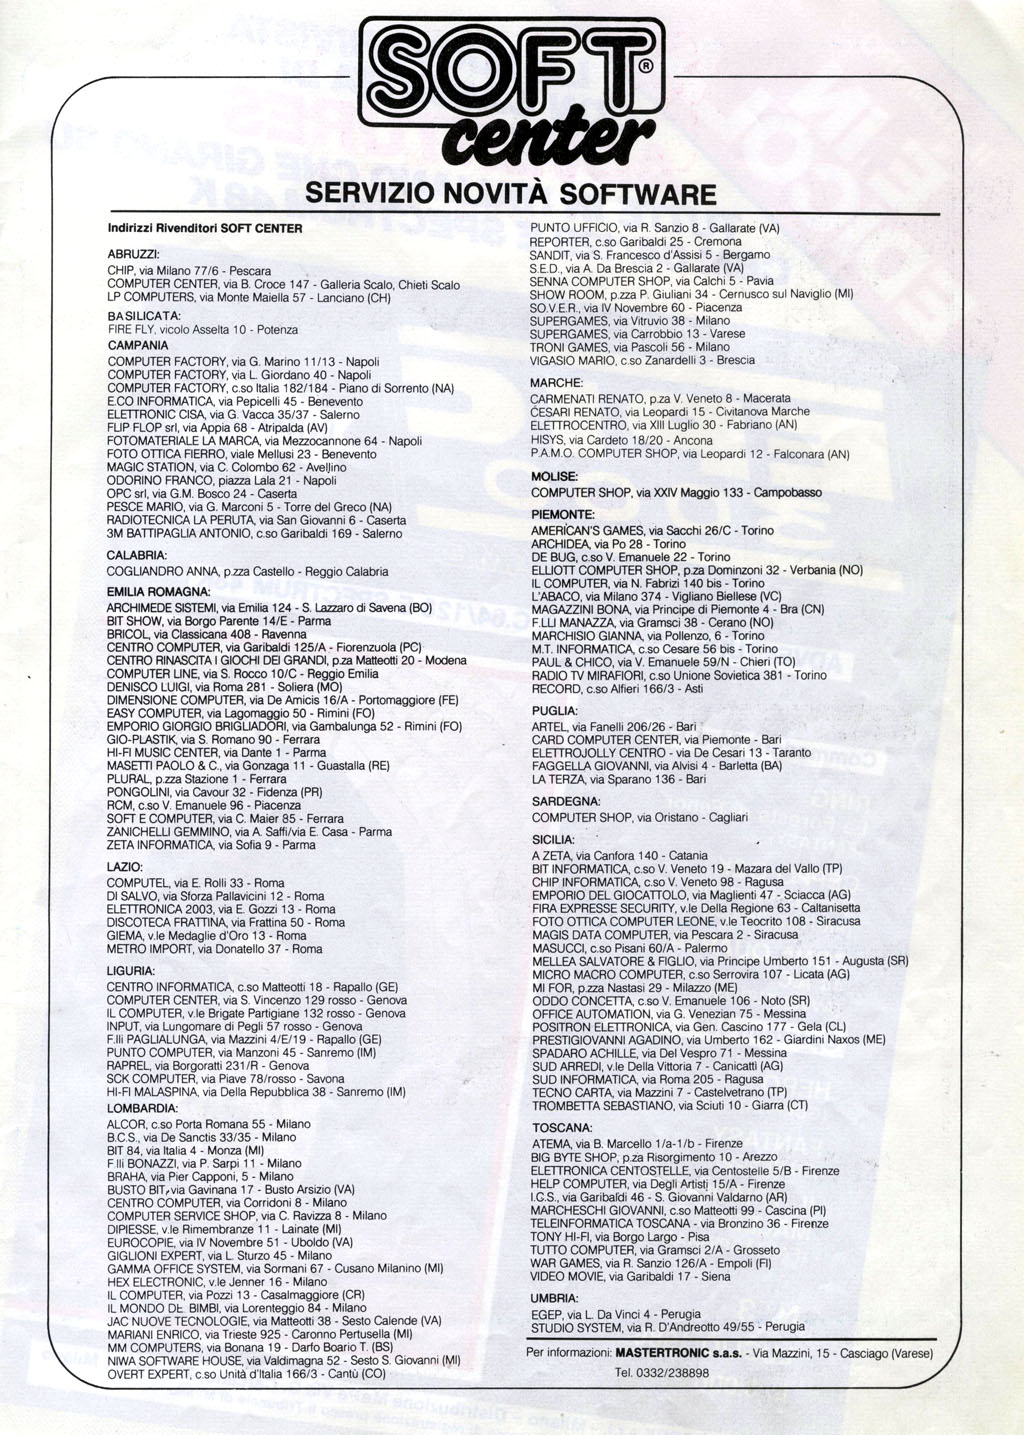 SOFT®
center
SERVIZIO NOVITÀ SOFTWARE
Indirizzi Rivenditori SOFT CENTER
ABRUZZI:
CHIP, via Milano 77/6 - Pescara
COMPUTER CENTER, via B. Croce 147 - Galleria Scalo, Chieti Scalo
LP COMPUTERS, via Monte Maiella 57 - Lanciano (CH)
BASILICATA:
FIRE FLY, vicolo Asselta 10 - Potenza
CAMPANIA
COMPUTER FACTORY, via G. Marino 11/13 - Napoli
COMPUTER FACTORY, via L. Giordano 40 - Napoli
COMPUTER FACTORY, c.so Italia 182/184 - Piano di Sorrento (NA)
E.CO INFORMATICA, via Pepicelli 45 - Benevento
ELETTRONIC CISA, via G. Vacca 35/37 - Salerno
FLIP FLOP srl, via Appia 68 - Atripalda (AV)
FOTOMATERIALE LA MARCA, via Mezzocannone 64 - Napoli
FOTO OTTICA FIERRO, viale Mellusi 23 - Benevento
MAGIC STATION, via C. Colombo 62 - Avellino
ODORINO FRANCO, piazza Lala 21 - Napoli
OPC srl, via G.M. Bosco 24 - Caserta
PESCE MARIO, via G. Marconi 5 - Torre del Greco (NA)
RADIOTECNICA LA PERUTA, via San Giovanni 6 - Caserta
3M BATTIPAGLIA ANTONIO, c.so Garibaldi 169 - Salerno
CALABRIA:
COGLIANDRO ANNA, p.zza Castello - Reggio Calabria
EMILIA ROMAGNA:
ARCHIMEDE SISTEMI, via Emilia 124 - S. Lazzaro di Savena (BO)
BIT SHOW, via Borgo Parente 14/E - Parma
BRICOL, via Classicana 408 - Ravenna
CENTRO COMPUTER, via Garibaldi 125/A - Fiorenzuola (PC)
CENTRO RINASCITA I GIOCHI DEI GRANDI, p.za Matteotti 20 - Modena
COMPUTER LINE, via S. Rocco 10/C - Reggio Emilia
DENISCO LUIGI, via Roma 281 - Soliera (MO)
DIMENSIONE COMPUTER, via De Amicis 16/A - Portomaggiore (FE)
EASY COMPUTER, via Lagomaggio 50 - Rimini (FO)
EMPORIO GIORGIO BRIGLIADORI, via Gambalunga 52 - Rimini (FO)
GIO-PLASTIK, via S. Romano 90 - Ferrara
HI-FI MUSIC CENTER, via Dante 1 - Parma
MASETTI PAOLO & C., via Gonzaga 11 - Guastalla (RE)
PLURAL, p.zza Stazione 1 - Ferrara
PONGOLINI, via Cavour 32 - Fidenza (PR)
RCM, c.so V. Emanuele 96 - Piacenza
SOFT E COMPUTER, via C. Maier 85 - Ferrara
ZANICHELLI GEMMINO, via A. Saffi/via E. Casa - Parma
ZETA INFORMATICA, via Sofia 9 - Parma
LAZIO:
COMPUTEL, via E. Rolli 33 - Roma
DI SALVO, via Sforza Pallavicini 12 - Roma
ELETTRONICA 2003, via E. Gozzi 13 - Roma
DISCOTECA FRATTINA, via Frattina 50 - Roma
GIEMA, v.le Medaglie d'Oro 13 - Roma
METRO IMPORT, via Donatello 37 - Roma
LIGURIA:
CENTRO INFORMATICA, c.so Matteotti 18 - Rapallo (GE)
COMPUTER CENTER, via S. Vincenzo 129 rosso - Genova
IL COMPUTER, v.le Brigate Partigiane 132 rosso - Genova
INPUT, via Lungomare di Pegli 57 rosso - Genova
F.lli PAGLIALUNGA, via Mazzini 4/E/19 - Rapallo (GE)
PUNTO COMPUTER, via Manzoni 45 - Sanremo (IM)
RAPREL, via Borgoratti 231/R - Genova
SCK COMPUTER, via Piave 78/rosso - Savona
HI-FI MALASPINA, via Della Repubblica 38 - Sanremo (IM)
LOMBARDIA:
ALCOR, c.so Porta Romana 55 - Milano
B.C.S., via De Sanctis 33/35 - Milano
BIT 84, via Italia 4 - Monza (MI)
F.lli BONAZZI, via P. Sarpi 11 - Milano
BRAHA, via Pier Capponi, 5 - Milano
BUSTO BIT, via Gavinana 17 - Busto Arsizio (VA)
CENTRO COMPUTER, via Corridoni 8 - Milano
COMPUTER SERVICE SHOP, via C. Ravizza 8 - Milano
DIPIESSE, v.le Rimembranze 11 - Lainate (MI)
EUROCOPIE, via IV Novembre 51 - Uboldo (VA)
GIGLIONI EXPERT, via L. Sturzo 45 - Milano
GAMMA OFFICE SYSTEM, via Sormani 67 - Cusano Milanino (MI)
HEX ELECTRONIC, v.le Jenner 16 - Milano
IL COMPUTER, via Pozzi 13 - Casalmaggiore (CR)
IL MONDO DEI BIMBI, via Lorenteggio 84 - Milano
JAC NUOVE TECNOLOGIE, via Matteotti 38 - Sesto Calende (VA)
MARIANI ENRICO, via Trieste 925 - Caronno Pertusella (MI)
MM COMPUTERS, via Bonana 19 - Darfo Boario T. (BS)
NIWA SOFTWARE HOUSE, via Valdimagna 52 - Sesto S. Giovanni (MI)
OVERT EXPERT, c.so Unità d'Italia 166/3 - Cantù (CO)
PUNTO UFFICIO, via R. Sanzio 8 - Gallarate (VA)
REPORTER, c.so Garibaldi 25 - Cremona
SANDIT, via S. Francesco d'Assisi 5 - Bergamo
S.E.D., via A. Da Brescia 2 - Gallarate (VA)
SENNA COMPUTER SHOP, via Calchi 5 - Pavia
SHOW ROOM, p.zza P. Giuliani 34 - Cernusco sul Naviglio (MI)
SO.V.E.R., via IV Novembre 60 - Piacenza
SUPERGAMES, via Vitruvio 38 - Milano
SUPERGAMES, via Carrobbio 13 - Varese
TRONI GAMES, via Pascoli 56 - Milano
VIGASIO MARIO, c.so Zanardelli 3 - Brescia
MARCHE:
CARMENATI RENATO, p.za V. Veneto 8 - Macerata
CESARI RENATO, via Leopardi 15 - Civitanova Marche
ELETTROCENTRO, via XIII Luglio 30 - Fabriano (AN)
HISYS, via Cardeto 18/20 - Ancona
P.A.M.O. COMPUTER SHOP, via Leopardi 12 - Falconara (AN)
MOLISE:
COMPUTER SHOP, via XXIV Maggio 133 - Campobasso
PIEMONTE:
AMERICAN'S GAMES, via Sacchi 26/C - Torino
ARCHIDEA, via Po 28 - Torino
DE BUG, c.so V. Emanuele 22 - Torino
ELLIOTT COMPUTER SHOP, p.za Dominzoni 32 - Verbania (NO)
IL COMPUTER, via N. Fabrizi 140 bis - Torino
L'ABACO, via Milano 374 - Vigliano Biellese (VC)
MAGAZZINI BONA, via Principe di Piemonte 4 - Bra (CN)
F.LLI MANAZZA, via Gramsci 38 - Cerano (NO)
MARCHISIO GIANNA, via Pollenzo, 6 - Torino
M.T. INFORMATICA, c.so Cesare 56 bis - Torino
PAUL & CHICO, via V. Emanuele 59/N - Chieri (TO)
RADIO TV MIRAFIORI, c.so Unione Sovietica 381 - Torino
RECORD, c.so Alfieri 166/3 - Asti
PUGLIA:
ARTEL, via Fanelli 206/26 - Bari
CARD COMPUTER CENTER, via Piemonte - Bari
ELETTROJOLLY CENTRO - via De Cesari 13 - Taranto
FAGGELLA GIOVANNI, via Alvisi 4 - Barletta (BA)
LA TERZA, via Sparano 136 - Bari
SARDEGNA:
COMPUTER SHOP, via Oristano - Cagliari
SICILIA:
A ZETA, via Canfora 140 - Catania
BIT INFORMATICA, c.so V. Veneto 19 - Mazara del Vallo (TP)
CHIP INFORMATICA, c.so V. Veneto 98 - Ragusa
EMPORIO DEL GIOCATTOLO, via Maglienti 47 - Sciacca (AG)
FIRA EXPRESSE SECURITY, v.le Della Regione 63 - Caltanisetta
FOTO OTTICA COMPUTER LEONE, v.le Teocrito 108 - Siracusa
MAGIS DATA COMPUTER, via Pescara 2 - Siracusa
MASUCCI, c.so Pisani 60/A - Palermo
MELLEA SALVATORE & FIGLIO, via Principe Umberto 151 - Augusta (SR)
MICRO MACRO COMPUTER, c.so Serrovira 107 - Licata (AG)
MI FOR, p.zza Nastasi 29 - Milazzo (ME)
ODDO CONCETTA, c.so V. Emanuele 106 - Noto (SR)
OFFICE AUTOMATION, via G. Venezian 75 - Messina
POSITRON ELETTRONICA, via Gen. Cascino 177 - Gela (CL)
PRESTIGIOVANNI AGADINO, via Umberto 162 - Giardini Naxos (ME)
SPADARO ACHILLE, via Del Vespro 71 - Messina
SUD ARREDI, v.le Della Vittoria 7 - Canicattì (AG)
SUD INFORMATICA, via Roma 205 - Ragusa
TECNO CARTA, via Mazzini 7 - Castelvetrano (TP)
TROMBETTA SEBASTIANO, via Sciuti 10 - Giarra (CT)
TOSCANA:
ATEMA, via B. Marcello 1/a-1/b - Firenze
BIG BYTE SHOP, p.za Risorgimento 10 - Arezzo
ELETTRONICA CENTOSTELLE, via Centostelle 5/B - Firenze
HELP COMPUTER, via Degli Artisti 15/A - Firenze
I.C.S., via Garibaldi 46 - S. Giovanni Valdarno (AR)
MARCHESCHI GIOVANNI, c.so Matteotti 99 - Cascina (PI)
TELEINFORMATICA TOSCANA - via Bronzino 36 - Firenze
TONY HI-FI, via Borgo Largo - Pisa
TUTTO COMPUTER, via Gramsci 2/A - Grosseto
WAR GAMES, via R. Sanzio 126/A - Empoli (FI)
VIDEO MOVIE, via Garibaldi 17 - Siena
UMBRIA:
EGEP, via L. Da Vinci 4 - Perugia
STUDIO SYSTEM, via R. D'Andreotto 49/55 - Perugia
Per informazioni: MASTERTRONIC s.a.s. - Via Mazzini, 15 - Casciago (Varese)
Tel. 0332/238898